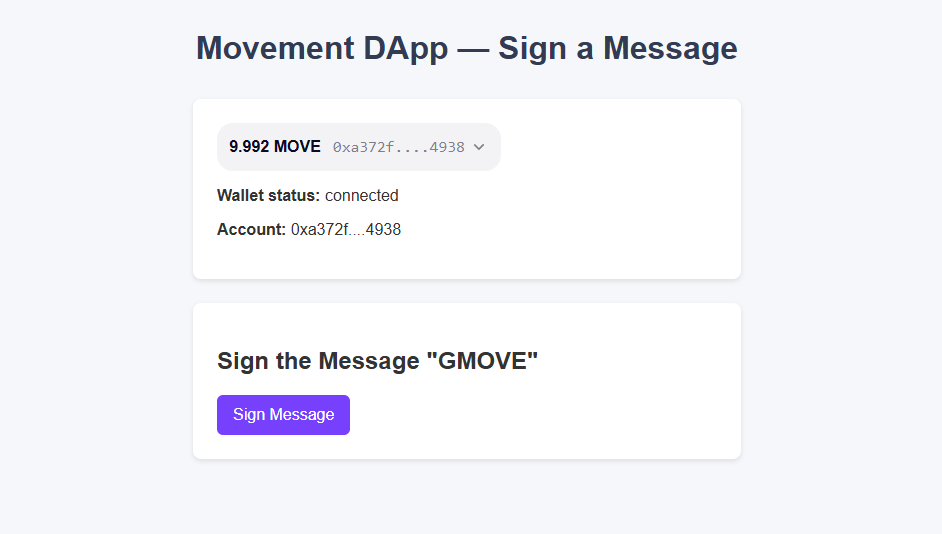 Movement DApp — Sign a Message
9.992 MOVE 0xa372f....4938
Wallet status: connected
Account: 0xa372f....4938
Sign the Message "GMOVE"
Sign Message